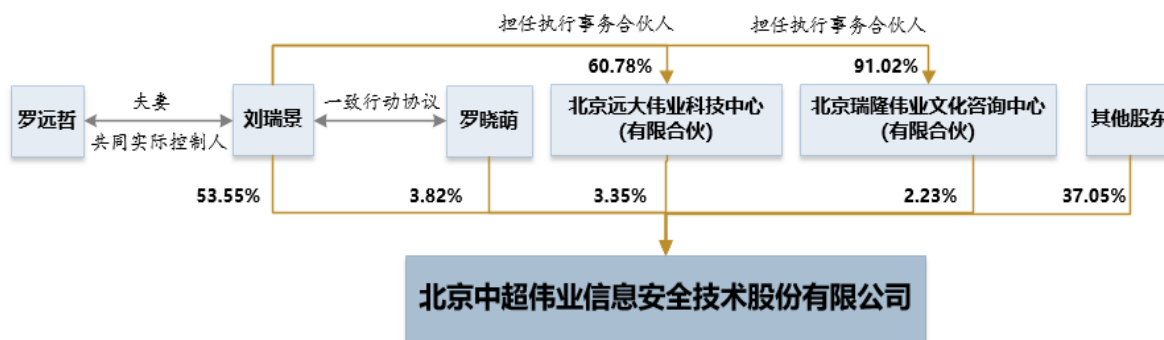 担任执行事务合伙人
担任执行事务合伙人
60.78%
91.02%
罗远哲
夫妻
共同实际控制人
刘瑞景
一致行动协议
罗晓萌
北京远大伟业科技中心
(有限合伙)
北京瑞隆伟业文化咨询中心
(有限合伙)
其他股东
53.55%
3.82%
3.35%
2.23%
37.05%
北京中超伟业信息安全技术股份有限公司